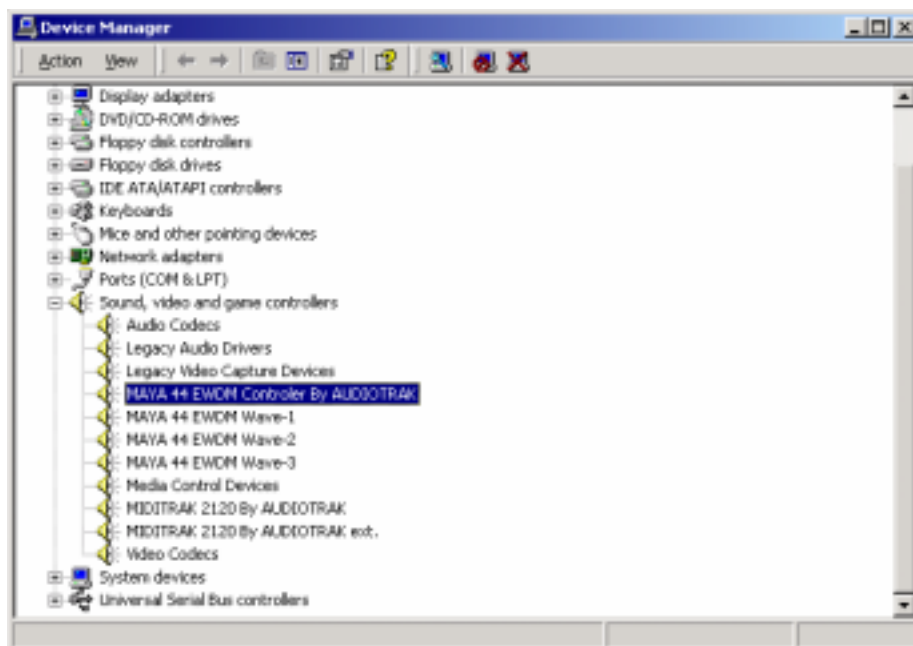 Device Manager
Action View
Display adapters
DVD/CD-ROM drives
Floppy disk controllers
Floppy disk drives
IDE ATA/ATAPI controllers
Keyboards
Mice and other pointing devices
Network adapters
Ports (COM & LPT)
Sound, video and game controllers
Audio Codecs
Legacy Audio Drivers
Legacy Video Capture Devices
MAYA 44 EWDM Controler By AUDIOTRAK
MAYA 44 EWDM Wave-1
MAYA 44 EWDM Wave-2
MAYA 44 EWDM Wave-3
Media Control Devices
MIDITRAK 2120 By AUDIOTRAK
MIDITRAK 2120 By AUDIOTRAK ext.
Video Codecs
System devices
Universal Serial Bus controllers